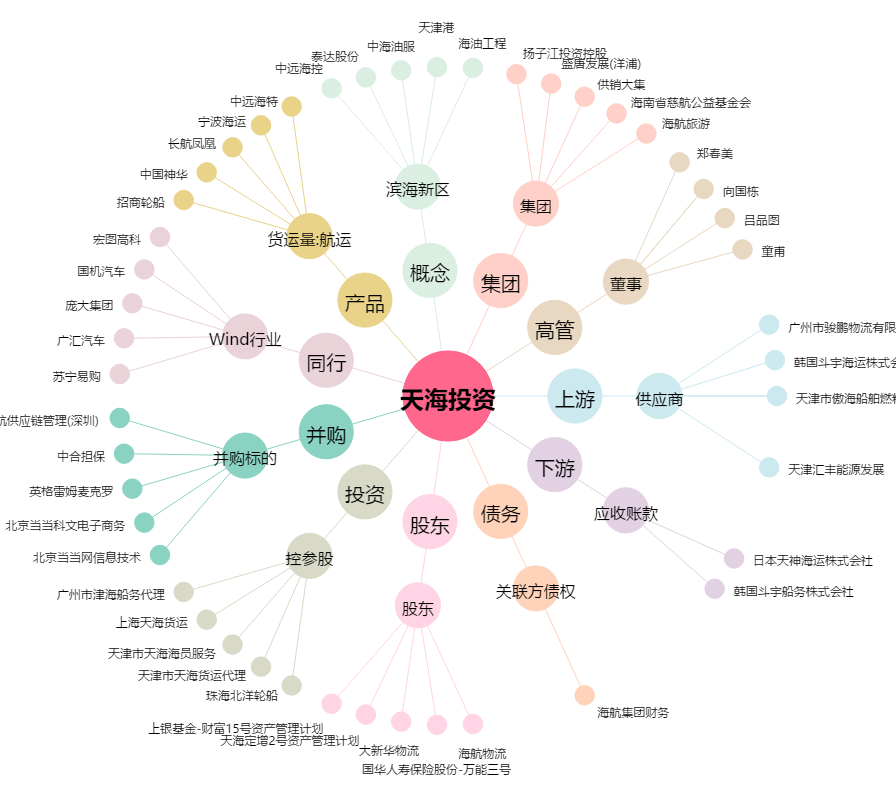 天海投资
概念
滨海新区
中远海控
泰达股份
中海油服
天津港
海油工程
集团
集团
扬子江投资控股
盛唐发展(洋浦)
供销大集
海南省慈航公益基金会
海航旅游
高管
董事
郑春美
向国栋
吕品图
童甫
上游
供应商
广州市骏鹏物流有限
韩国斗宇海运株式会
天津市傲海船舶燃料
天津汇丰能源发展
下游
应收账款
日本天神海运株式会社
韩国斗宇船务株式会社
债务
关联方债权
海航集团财务
股东
股东
上银基金-财富15号资产管理计划
天海定增2号资产管理计划
大新华物流
国华人寿保险股份-万能三号
海航物流
投资
控参股
广州市津海船务代理
上海天海货运
天津市天海海员服务
天津市天海货运代理
珠海北洋轮船
并购
并购标的
航供应链管理(深圳)
中合担保
英格雷姆麦克罗
北京当当科文电子商务
北京当当网信息技术
同行
Wind行业
宏图高科
国机汽车
庞大集团
广汇汽车
苏宁易购
产品
货运量:航运
中远海特
宁波海运
长航凤凰
中国神华
招商轮船